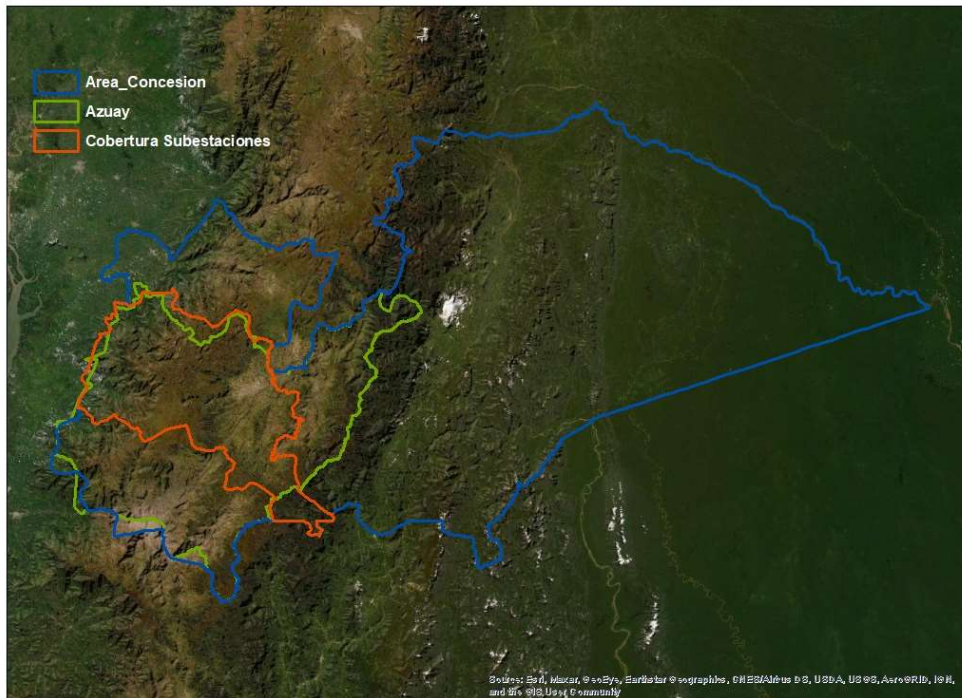 Area_Concesion
Azuay
Cobertura Subestaciones
Source: Esri, Maxar, GeoEye, Earthstar Geographics, CNES/Airbus DS, USDA, USGS, AeroGRID, IGN,
and the GIS User Community